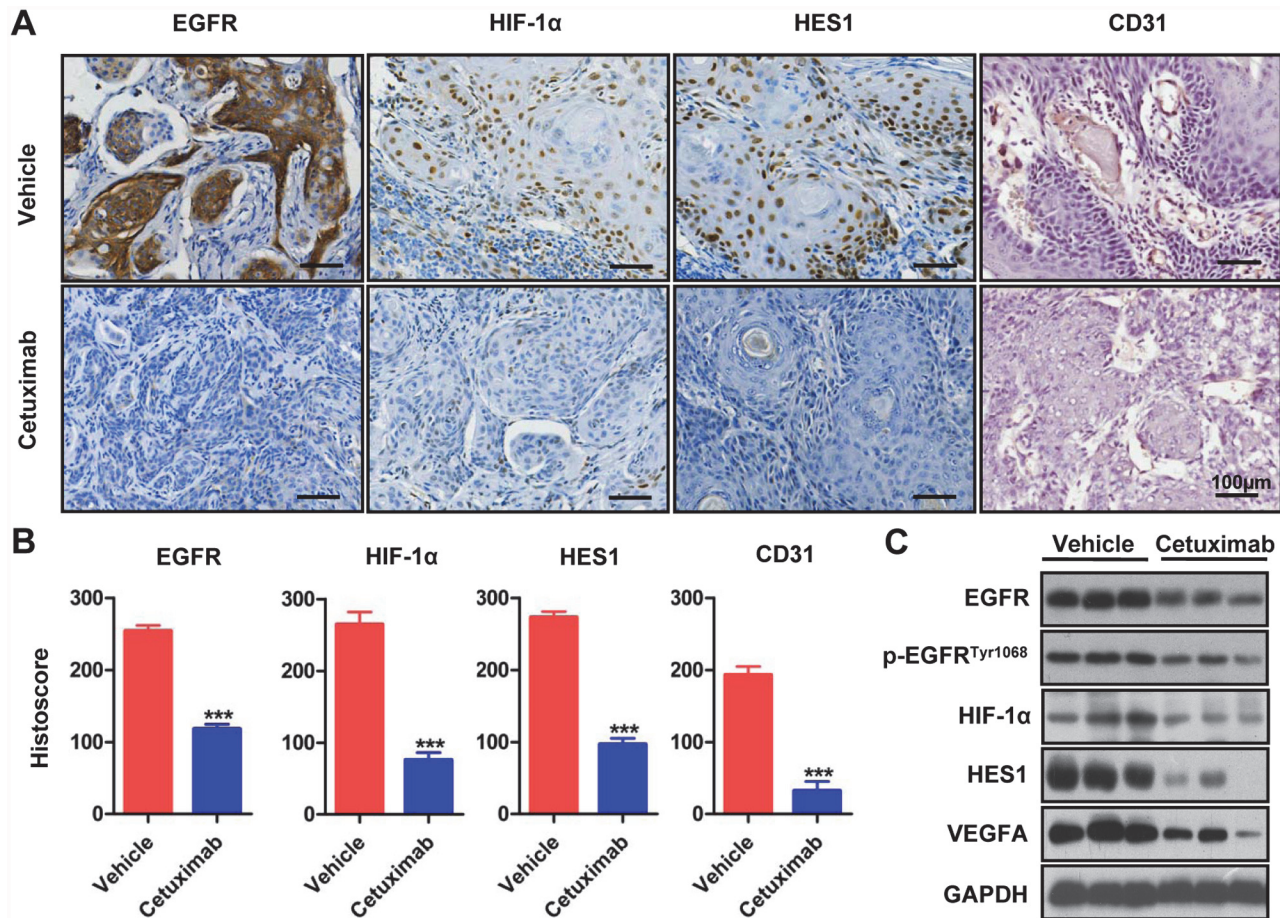 A
EGFR
HIF-1α
HES1
CD31
Vehicle
Cetuximab
100μm
B
EGFR
HIF-1α
HES1
CD31
Histoscore
300
200
100
0
***
Vehicle
Cetuximab
300
200
100
0
***
Vehicle
Cetuximab
300
200
100
0
***
Vehicle
Cetuximab
300
200
100
0
***
Vehicle
Cetuximab
C
Vehicle Cetuximab
EGFR
p-EGFRTyr1068
HIF-1α
HES1
VEGFA
GAPDH